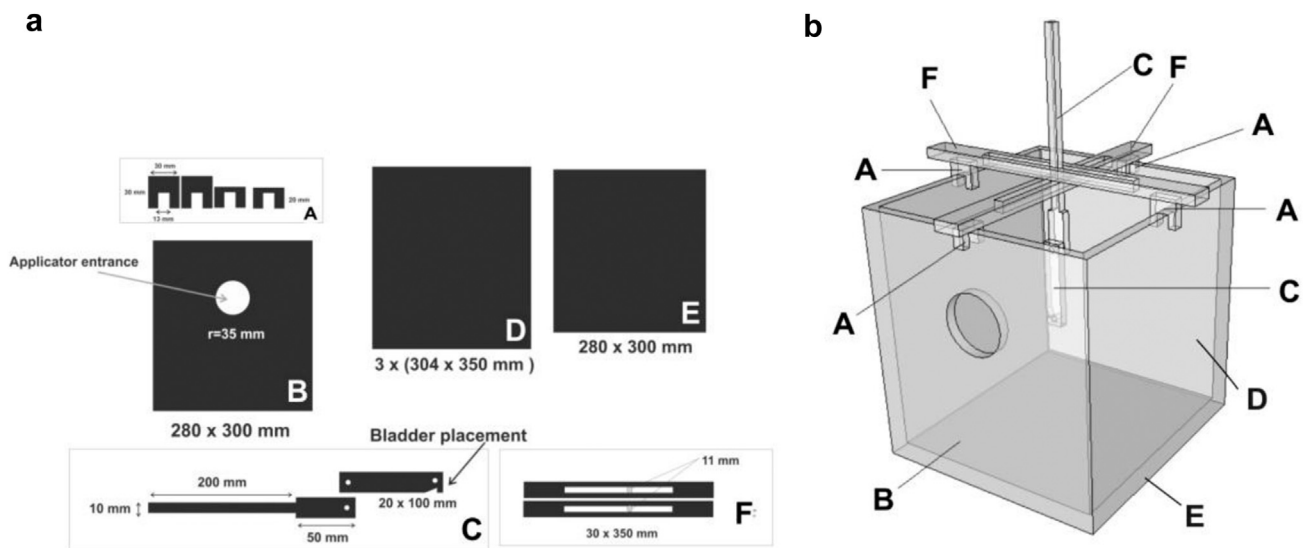 a
30 mm
30 mm
13 mm
20 mm
A
Applicator entrance
r=35 mm
B
280 x 300 mm
D
3 x (304 x 350 mm )
E
280 x 300 mm
200 mm
10 mm
50 mm
20 x 100 mm
Bladder placement
C
11 mm
30 x 350 mm
F
b
C
F
F
A
A
A
A
C
D
B
E